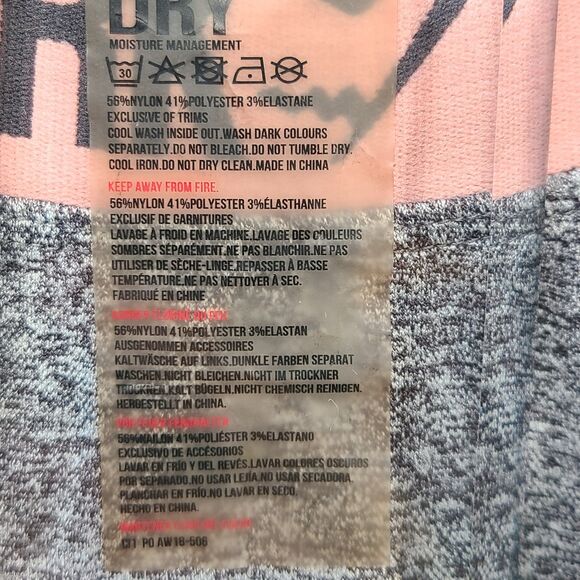 DRY
MOISTURE MANAGEMENT
30
56%NYLON 41%POLYESTER 3%ELASTANE
EXCLUSIVE OF TRIMS
COOL WASH INSIDE OUT.WASH DARK COLOURS
SEPARATELY.DO NOT BLEACH.DO NOT TUMBLE DRY.
COOL IRON.DO NOT DRY CLEAN.MADE IN CHINA
KEEP AWAY FROM FIRE.
56%NYLON 41%POLYESTER 3%ÉLASTHANNE
EXCLUSIF DE GARNITURES
LAVAGE À FROID EN MACHINE.LAVAGE DES COULEURS
SOMBRES SÉPARÉMENT.NE PAS BLANCHIR.NE PAS
UTILISER DE SÈCHE-LINGE.REPASSER À BASSE
TEMPÉRATURE.NE PAS NETTOYER À SEC.
FABRIQUÉ EN CHINE
56%NYLON 41%POLYESTER 3%ELASTAN
AUSGENOMMEN ACCESSOIRES
KALTWÄSCHE AUF LINKS.DUNKLE FARBEN SEPARAT
WASCHEN.NICHT BLEICHEN.NICHT IM TROCKNER
TROCKNEN.KALT BÜGELN.NICHT CHEMISCH REINIGEN.
HERGESTELLT IN CHINA.
56%NAILON 41%POLIÉSTER 3%ELASTANO
EXCLUSIVO DE ACCÉSORIOS
LAVAR EN FRÍO Y DEL REVÉS.LAVAR COLORES OSCUROS
POR SEPARADO.NO USAR LEJÍA.NO USAR SECADORA.
PLANCHAR EN FRÍO.NO LAVAR EN SECO.
HECHO EN CHINA.
CI1 PO AW18-506